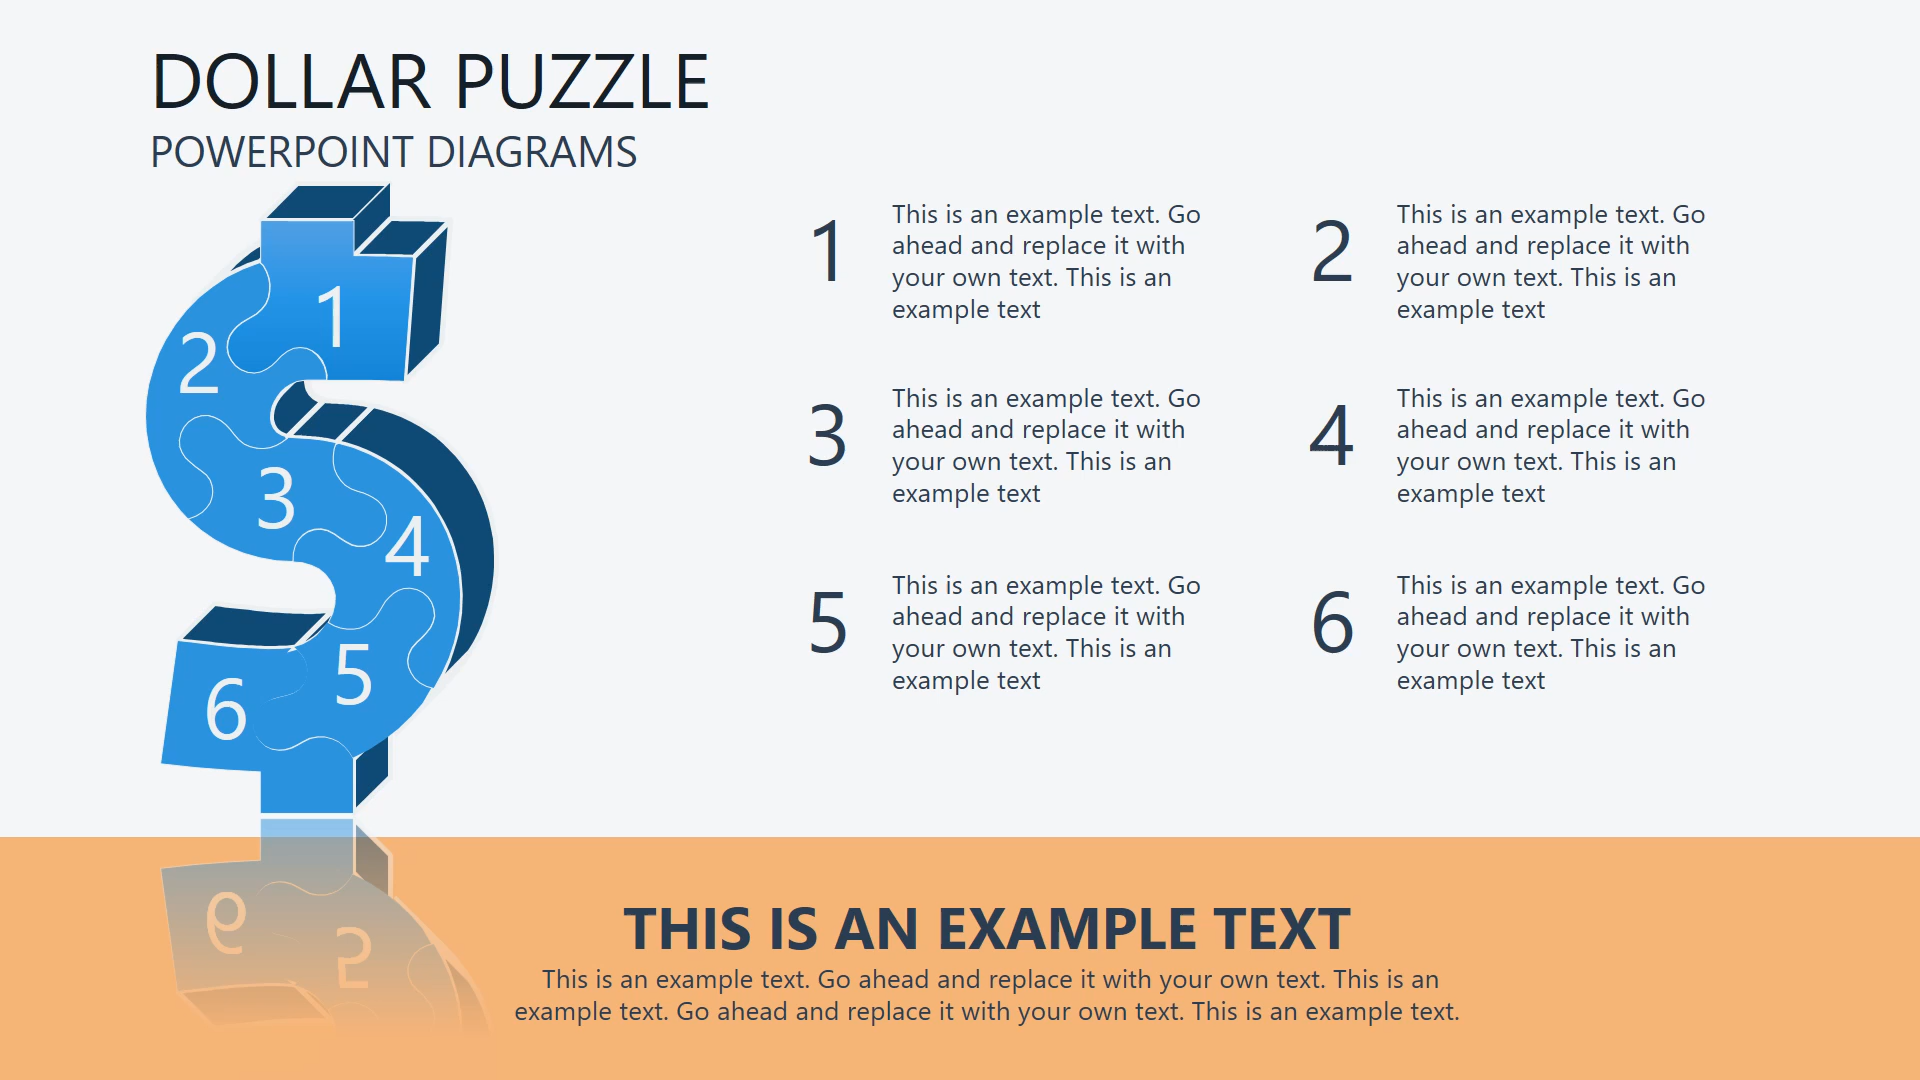 DOLLAR PUZZLE
POWERPOINT DIAGRAMS
1
2
3
4
5
6
1
This is an example text. Go
ahead and replace it with
your own text. This is an
example text
2
This is an example text. Go
ahead and replace it with
your own text. This is an
example text
3
This is an example text. Go
ahead and replace it with
your own text. This is an
example text
4
This is an example text. Go
ahead and replace it with
your own text. This is an
example text
5
This is an example text. Go
ahead and replace it with
your own text. This is an
example text
6
This is an example text. Go
ahead and replace it with
your own text. This is an
example text
THIS IS AN EXAMPLE TEXT
This is an example text. Go ahead and replace it with your own text. This is an
example text. Go ahead and replace it with your own text. This is an example text.